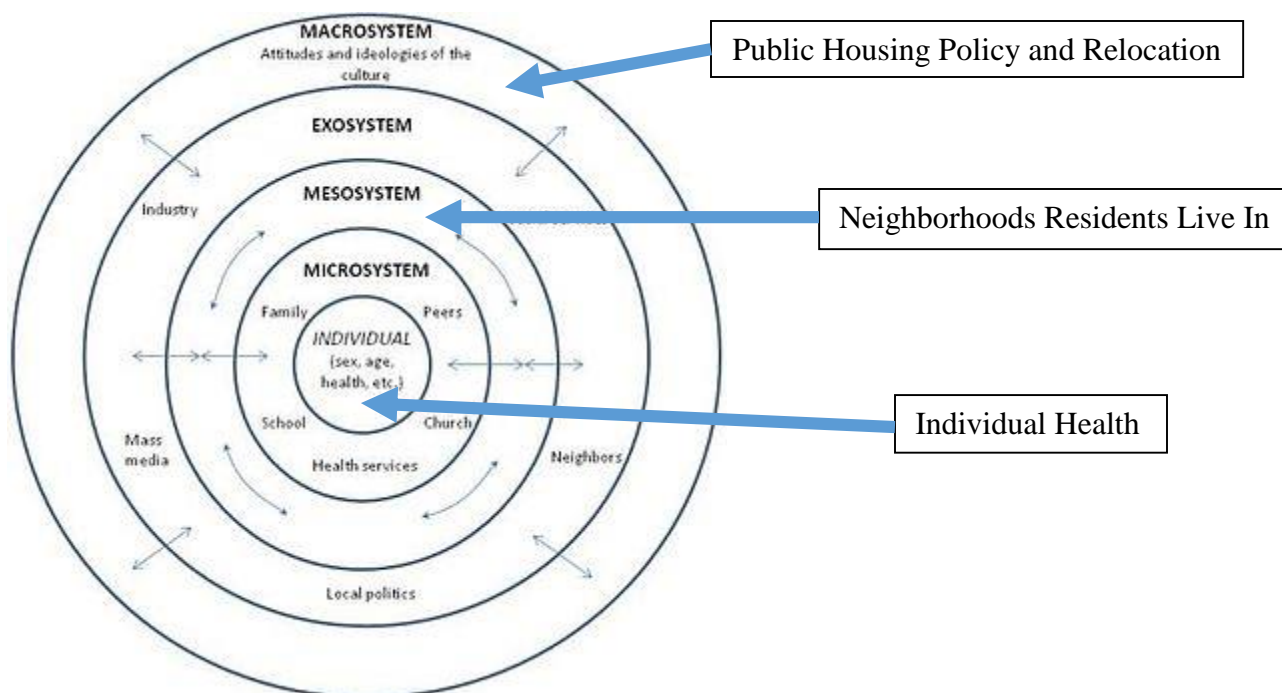 MACROSYSTEM
Attitudes and ideologies of the
culture
Public Housing Policy and Relocation
EXOSYSTEM
MESOSYSTEM
Industry
Neighborhoods Residents Live In
MICROSYSTEM
Family
Peers
INDIVIDUAL
(sex, age,
health, etc.)
School
Church
Individual Health
Mass
media
Health services
Neighbors
Local politics